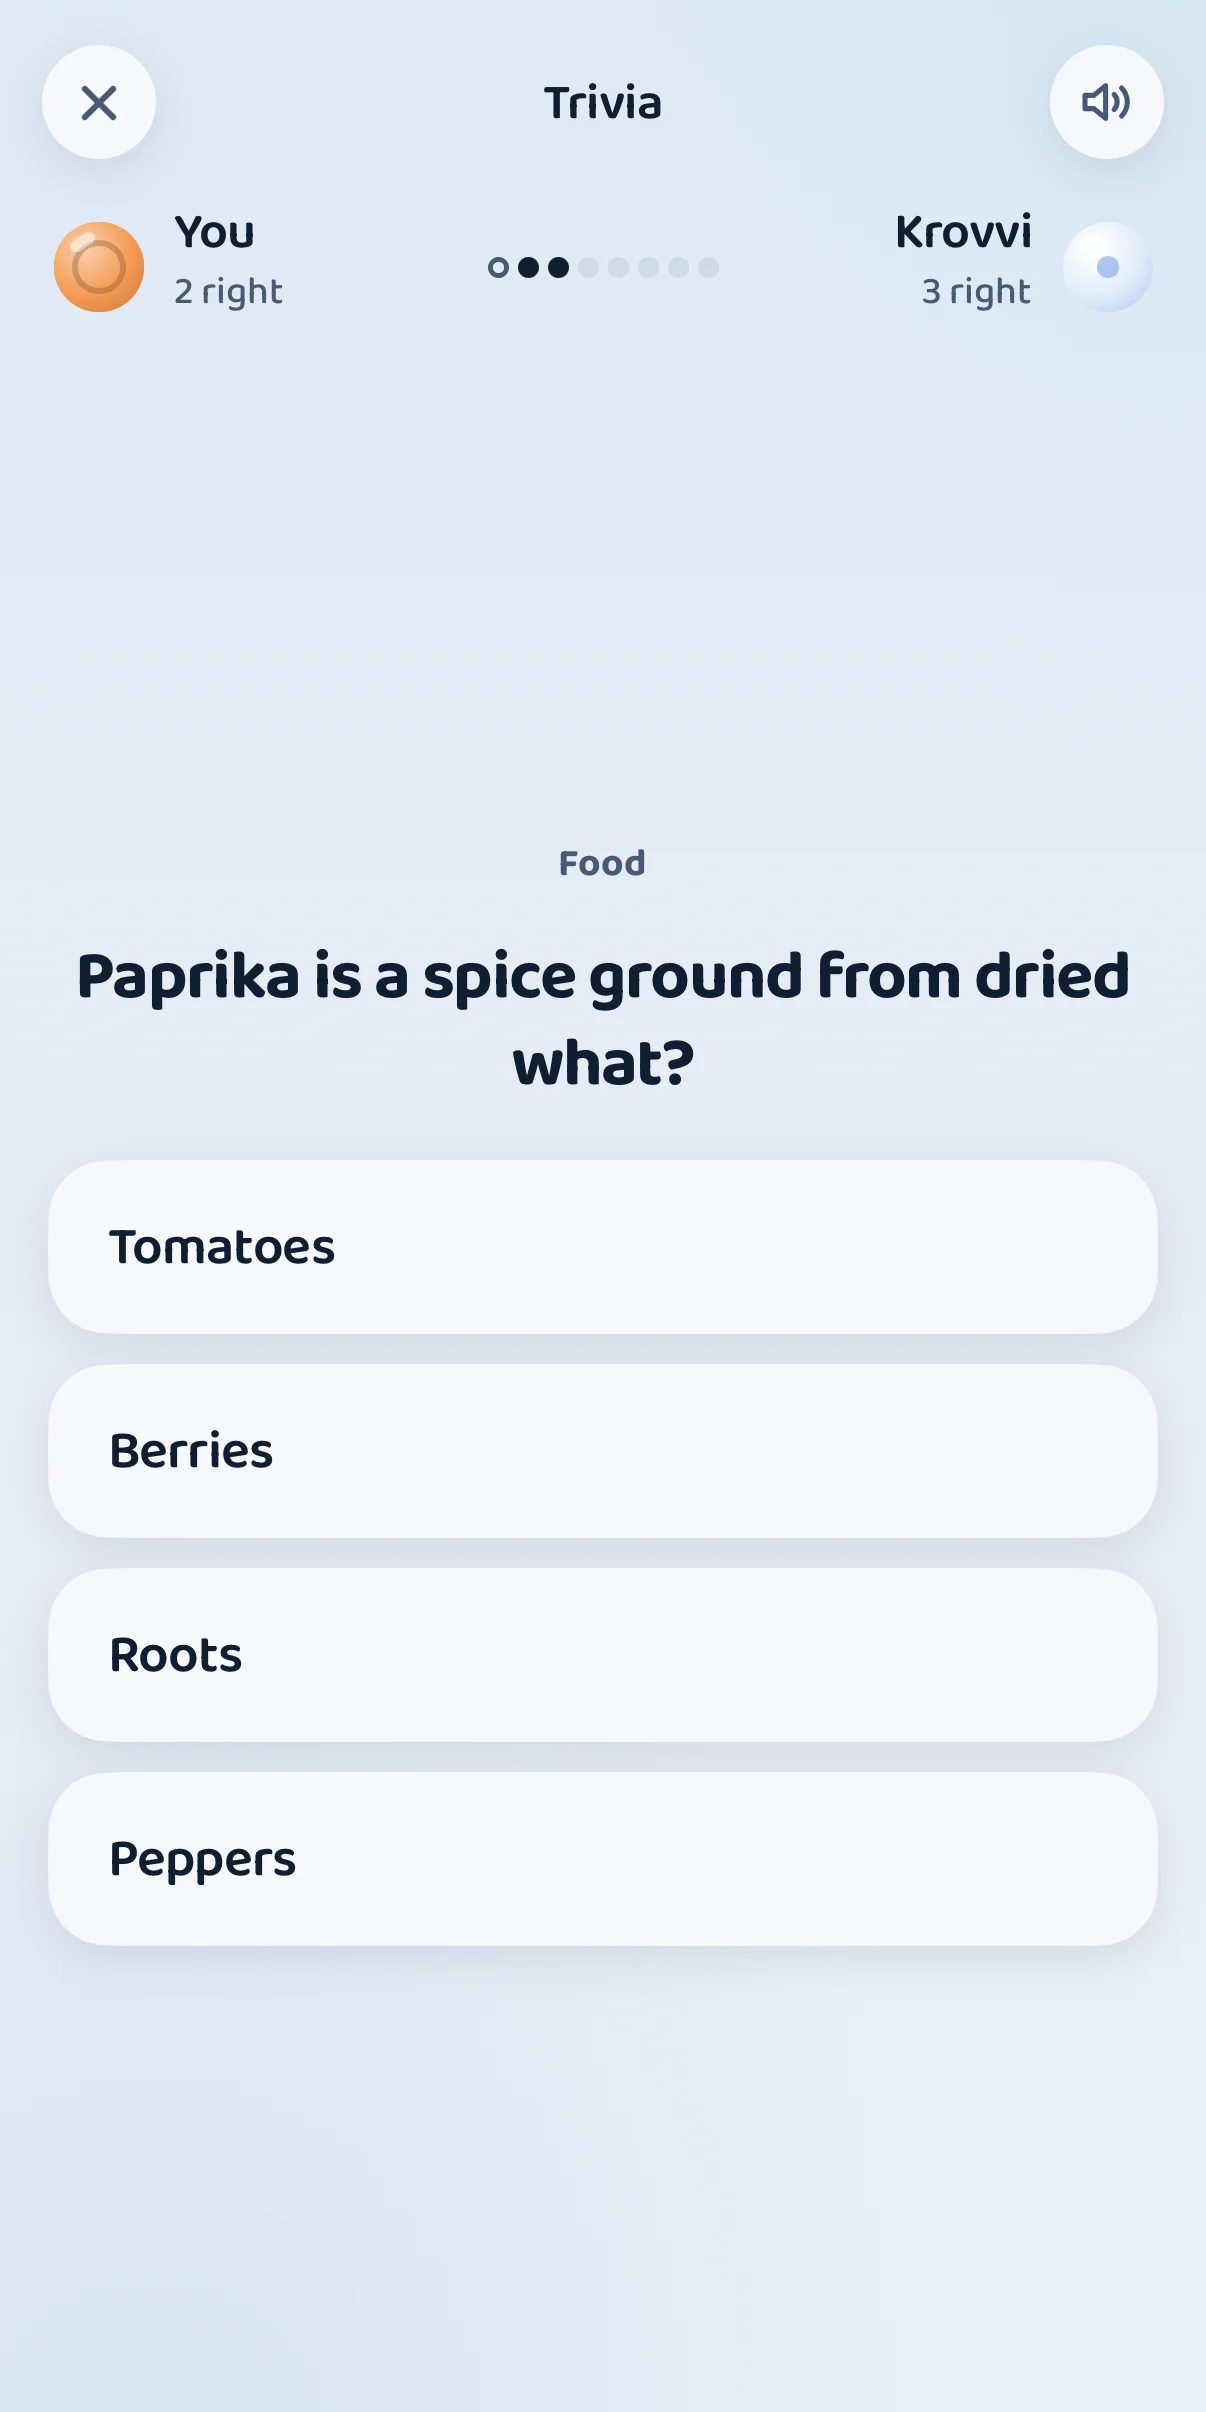 Trivia
You
2 right
Krovvi
3 right
Food
Paprika is a spice ground from dried
what?
Tomatoes
Berries
Roots
Peppers